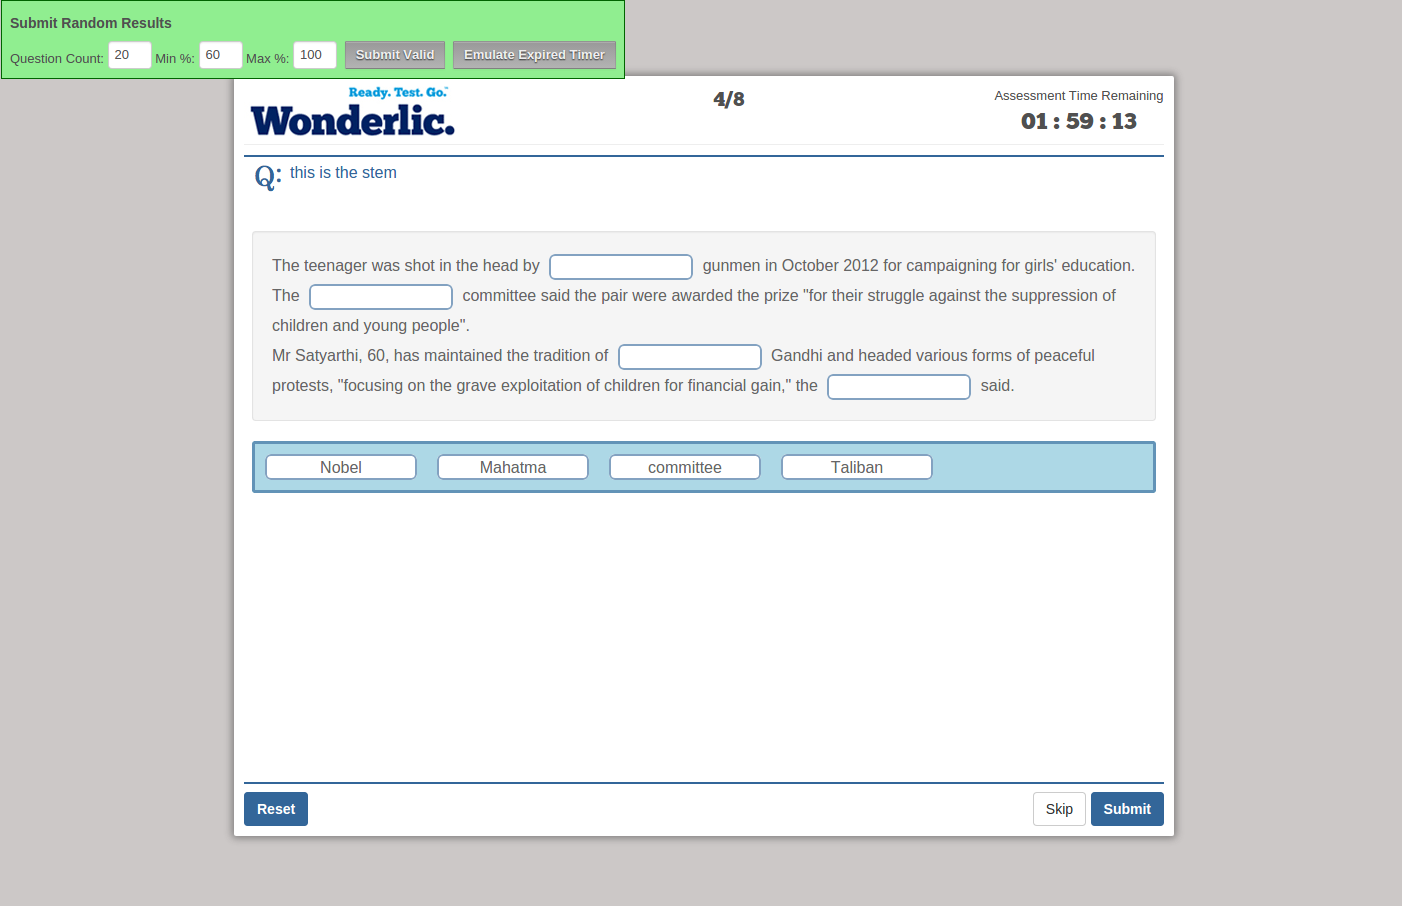 Submit Random Results
Question Count: 20 Min %: 60 Max %: 100 Submit Valid Emulate Expired Timer
Ready. Test. Go.™
Wonderlic.
4/8
Assessment Time Remaining
01 : 59 : 13
Q: this is the stem
The teenager was shot in the head by gunmen in October 2012 for campaigning for girls' education.
The committee said the pair were awarded the prize "for their struggle against the suppression of
children and young people".
Mr Satyarthi, 60, has maintained the tradition of Gandhi and headed various forms of peaceful
protests, "focusing on the grave exploitation of children for financial gain," the said.
Nobel Mahatma committee Taliban
Reset Skip Submit